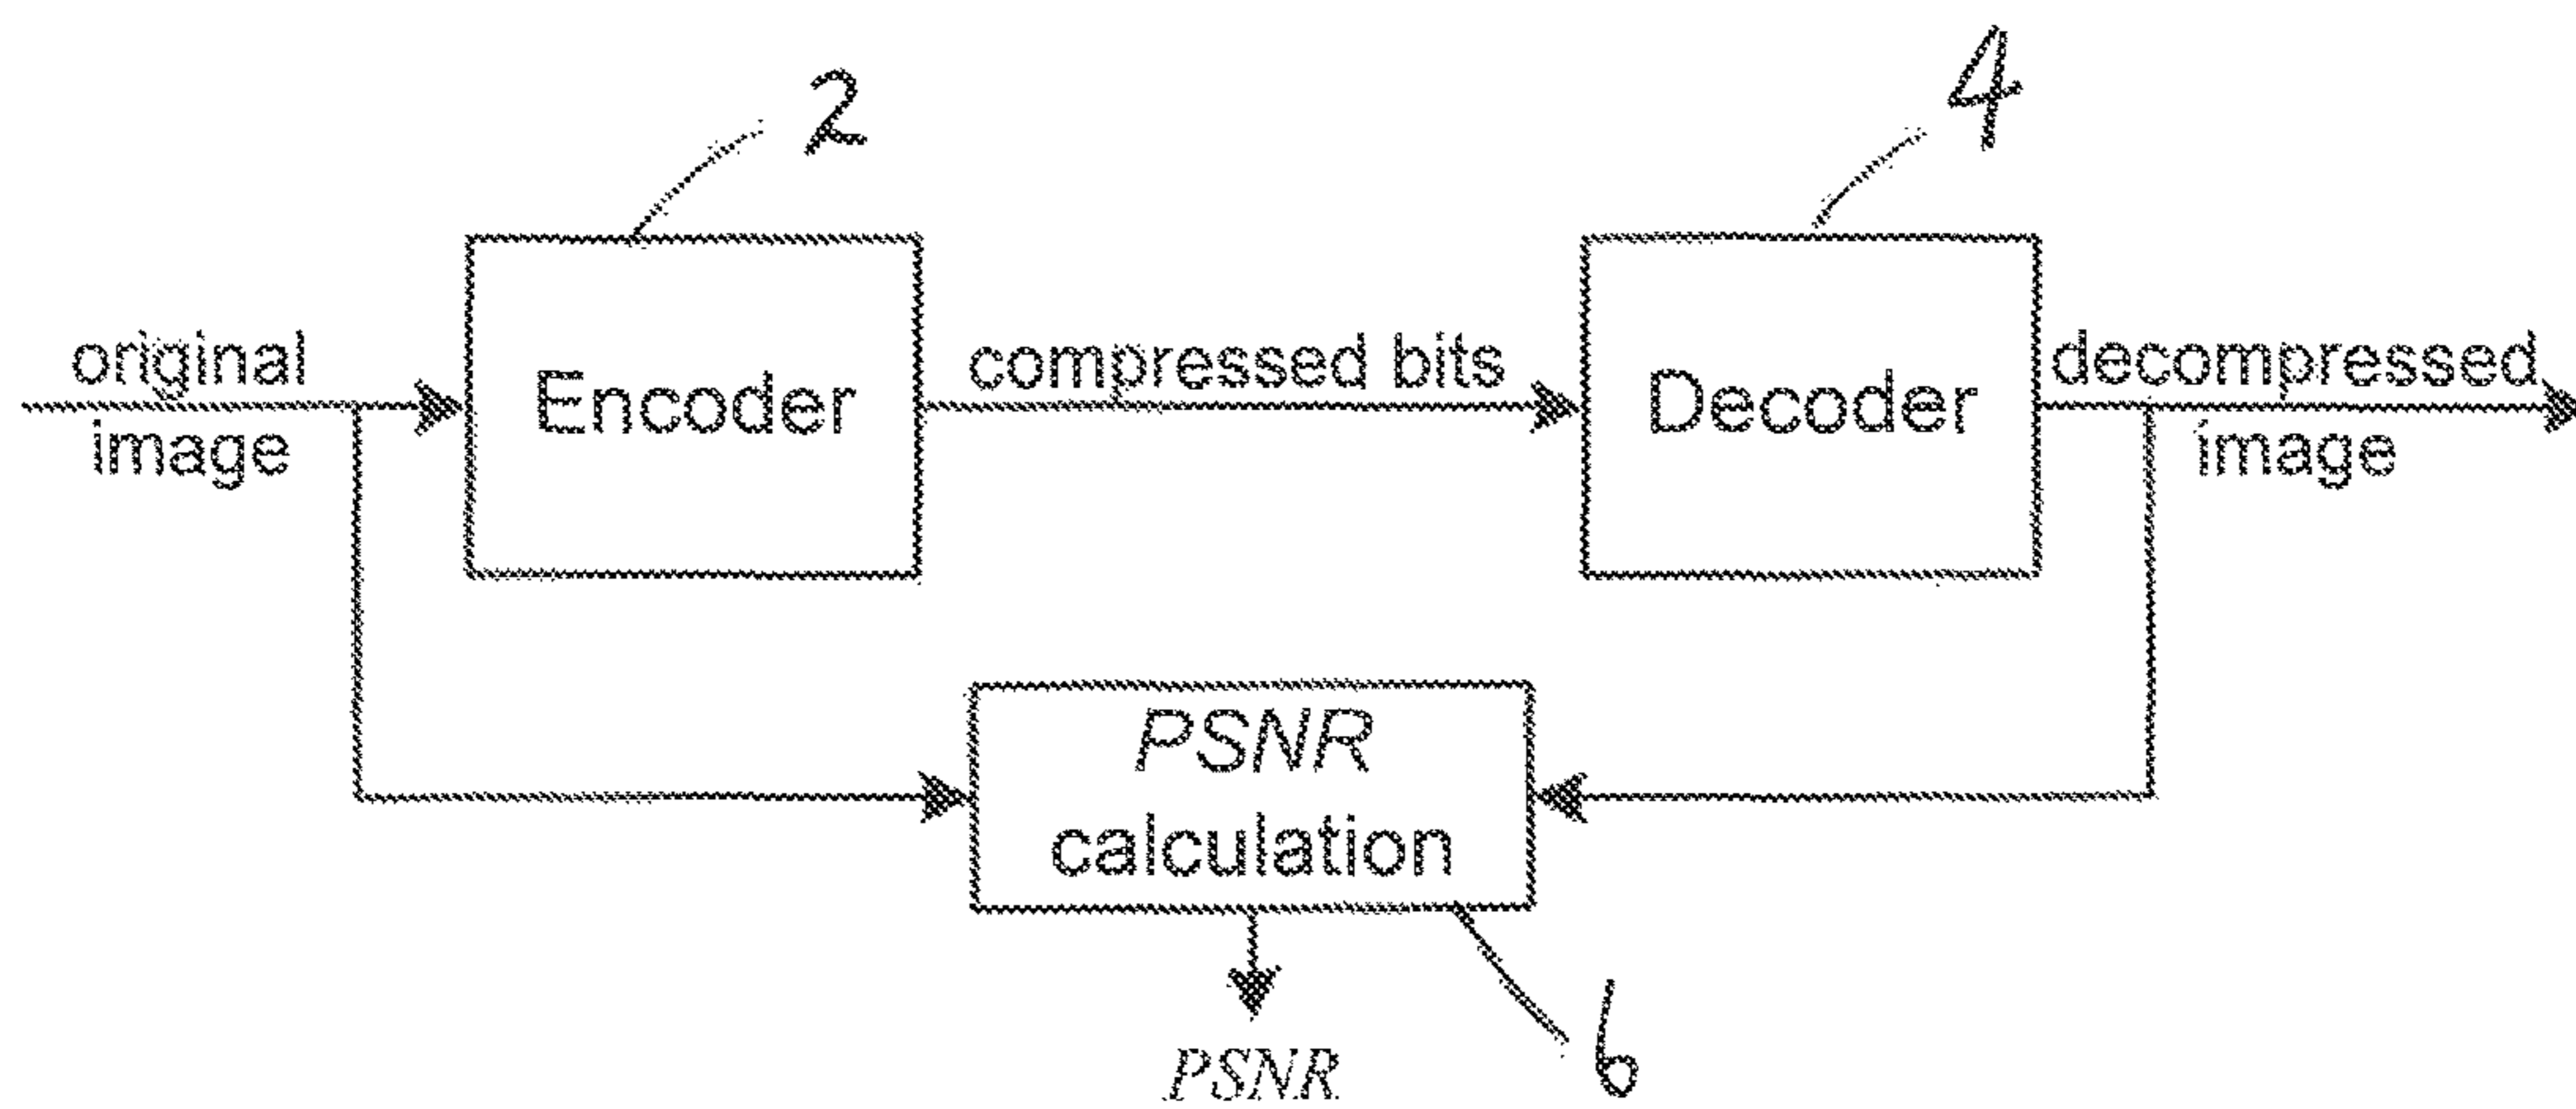 2
4
original
image
Encoder
compressed bits
Decoder
decompressed
image
PSNR
calculation
PSNR
6